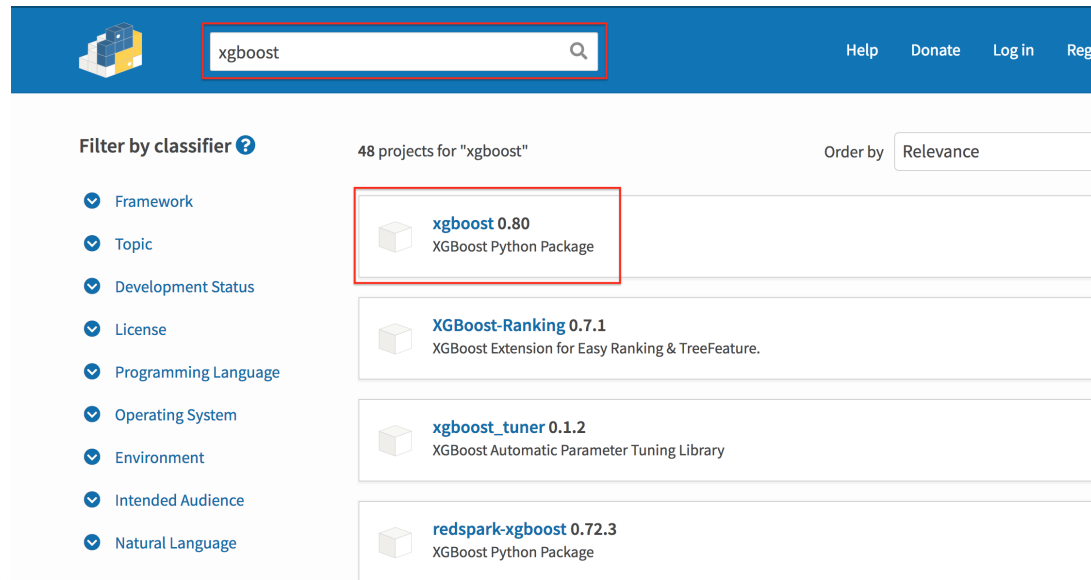 xgboost
Help Donate Log in Reg
Filter by classifier ?
48 projects for "xgboost"
Order by Relevance
Framework
Topic
Development Status
License
Programming Language
Operating System
Environment
Intended Audience
Natural Language
xgboost 0.80
XGBoost Python Package
XGBoost-Ranking 0.7.1
XGBoost Extension for Easy Ranking & TreeFeature.
xgboost_tuner 0.1.2
XGBoost Automatic Parameter Tuning Library
redspark-xgboost 0.72.3
XGBoost Python Package